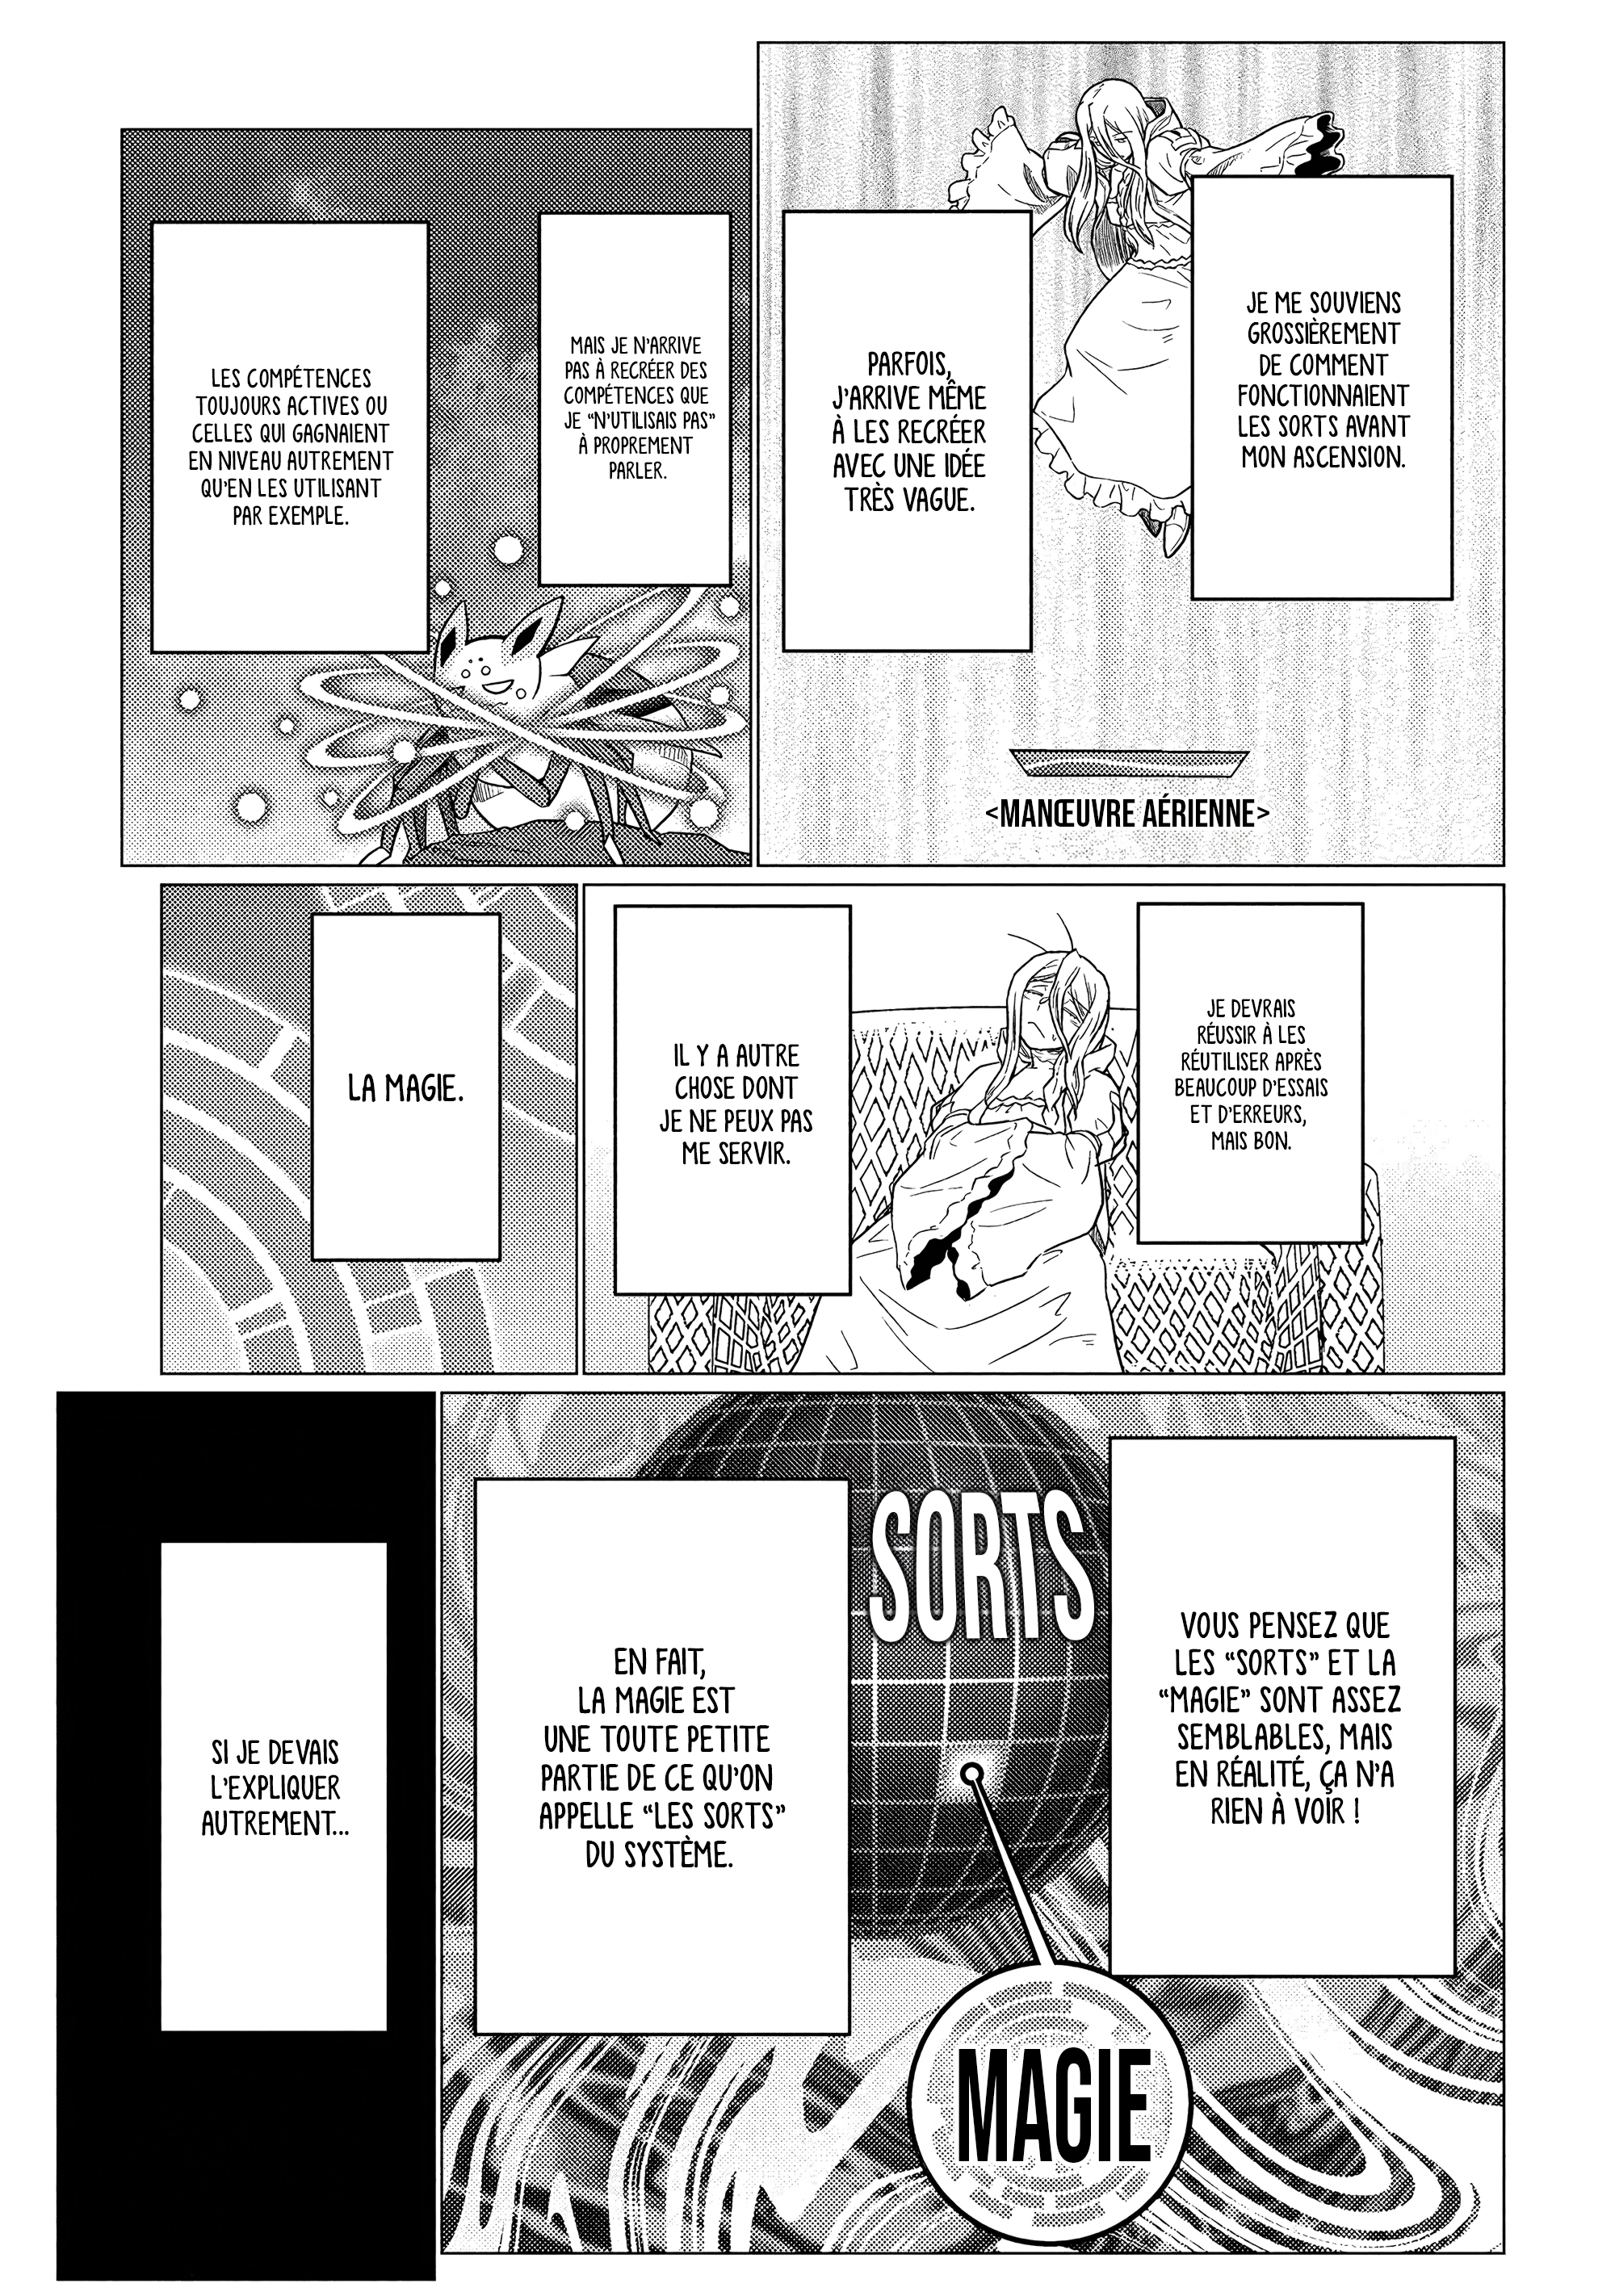 JE ME SOUVIENS
GROSSIÈREMENT
DE COMMENT
FONCTIONNAIENT
LES SORTS AVANT
MON ASCENSION.
PARFOIS,
J'ARRIVE MÊME
À LES RECRÉER
AVEC UNE IDÉE
TRÈS VAGUE.
<MANŒUVRE AÉRIENNE>
MAIS JE N'ARRIVE
PAS À RECRÉER DES
COMPÉTENCES QUE
JE “N'UTILISAIS PAS”
À PROPREMENT
PARLER.
LES COMPÉTENCES
TOUJOURS ACTIVES OU
CELLES QUI GAGNAIENT
EN NIVEAU AUTREMENT
QU'EN LES UTILISANT
PAR EXEMPLE.
JE DEVRAIS
RÉUSSIR À LES
RÉUTILISER APRÈS
BEAUCOUP D'ESSAIS
ET D'ERREURS,
MAIS BON.
IL Y A AUTRE
CHOSE DONT
JE NE PEUX PAS
ME SERVIR.
LA MAGIE.
VOUS PENSEZ QUE
LES “SORTS” ET LA
“MAGIE” SONT ASSEZ
SEMBLABLES, MAIS
EN RÉALITÉ, ÇA N'A
RIEN À VOIR !
SORTS
MAGIE
EN FAIT,
LA MAGIE EST
UNE TOUTE PETITE
PARTIE DE CE QU'ON
APPELLE “LES SORTS”
DU SYSTÈME.
SI JE DEVAIS
L'EXPLIQUER
AUTREMENT...